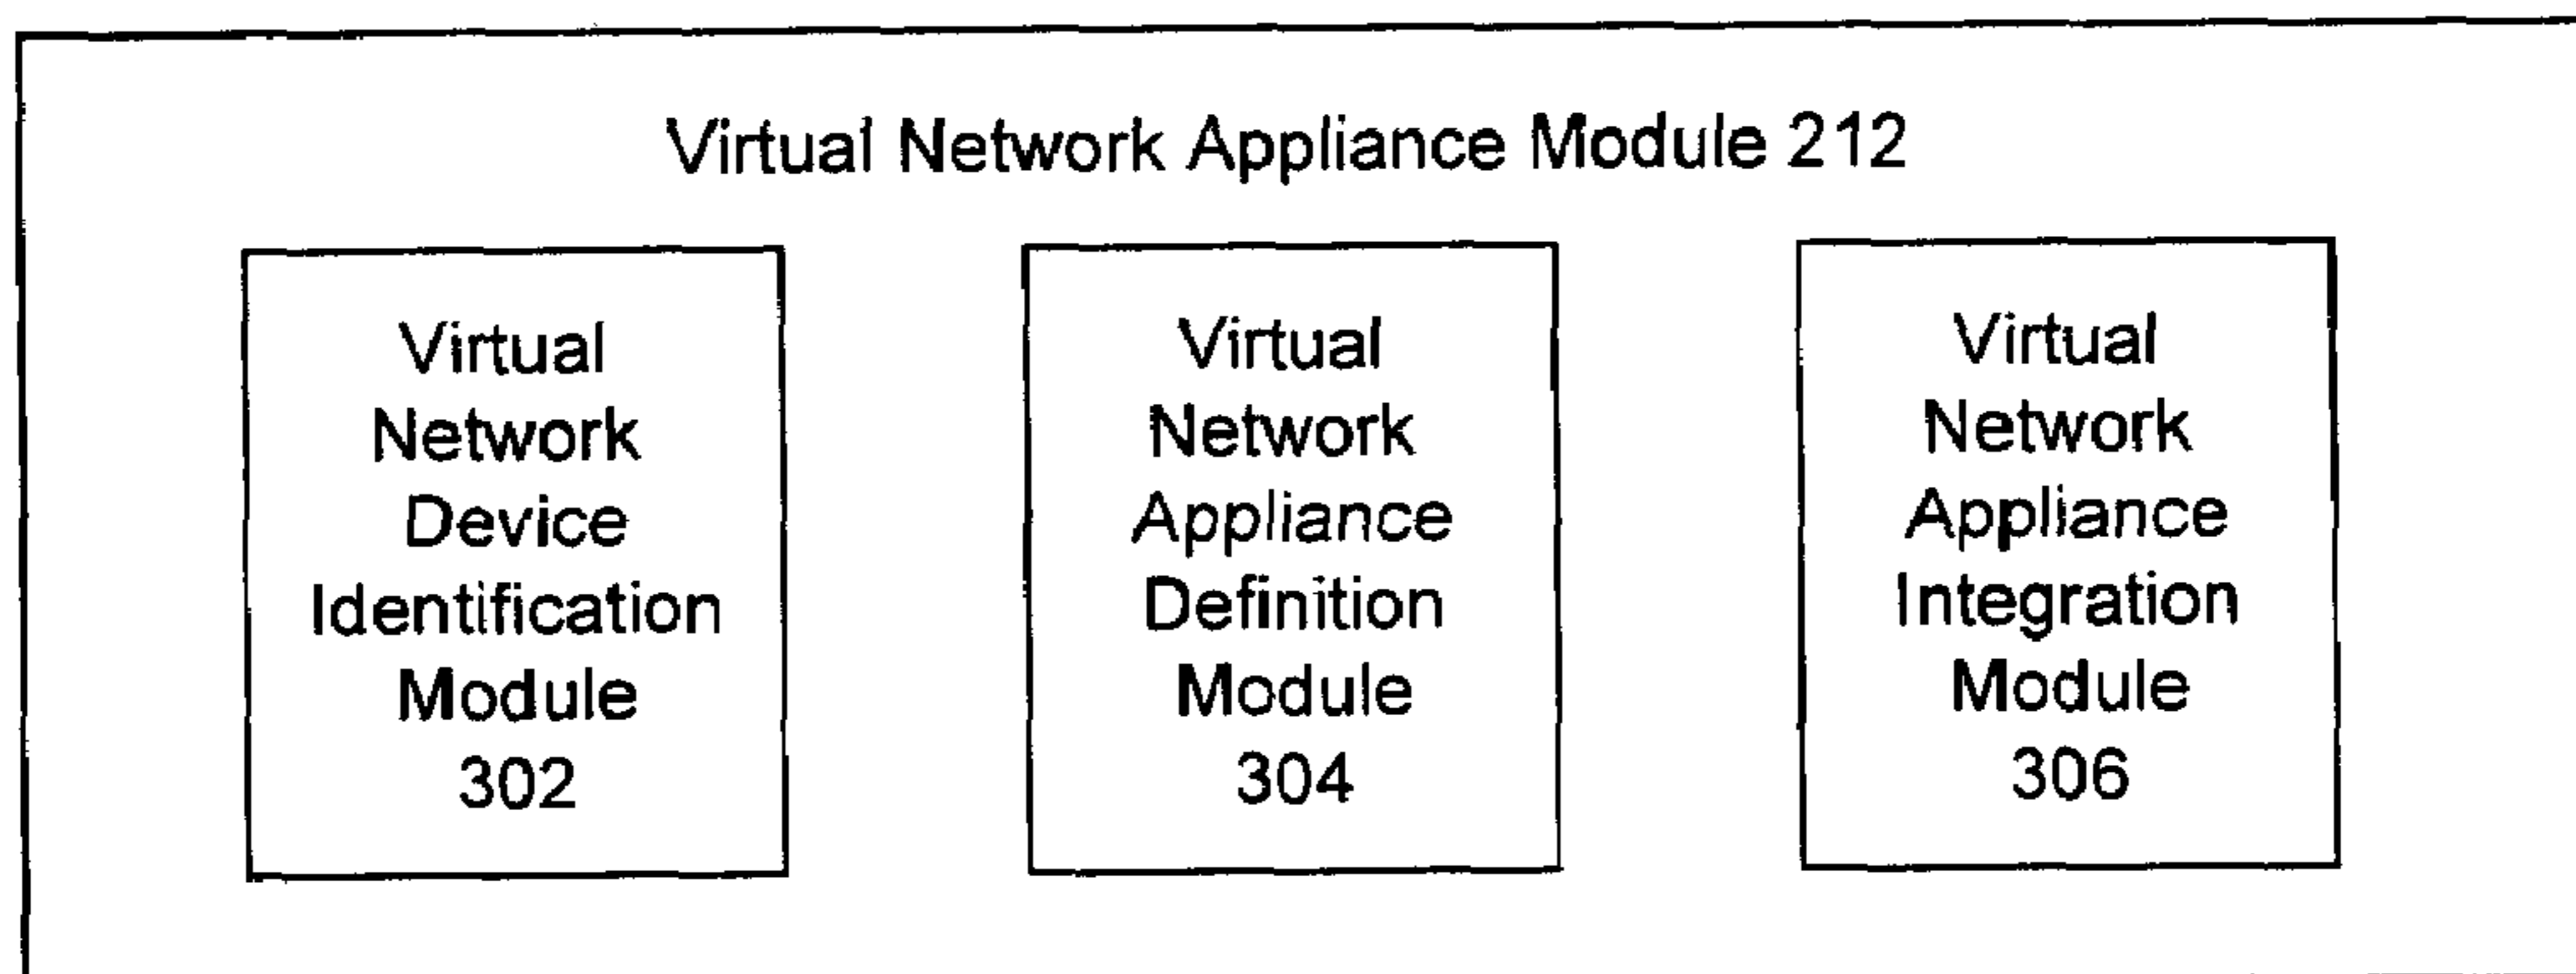 Virtual Network Appliance Module 212
Virtual
Network
Device
Identification
Module
302
Virtual
Network
Appliance
Definition
Module
304
Virtual
Network
Appliance
Integration
Module
306